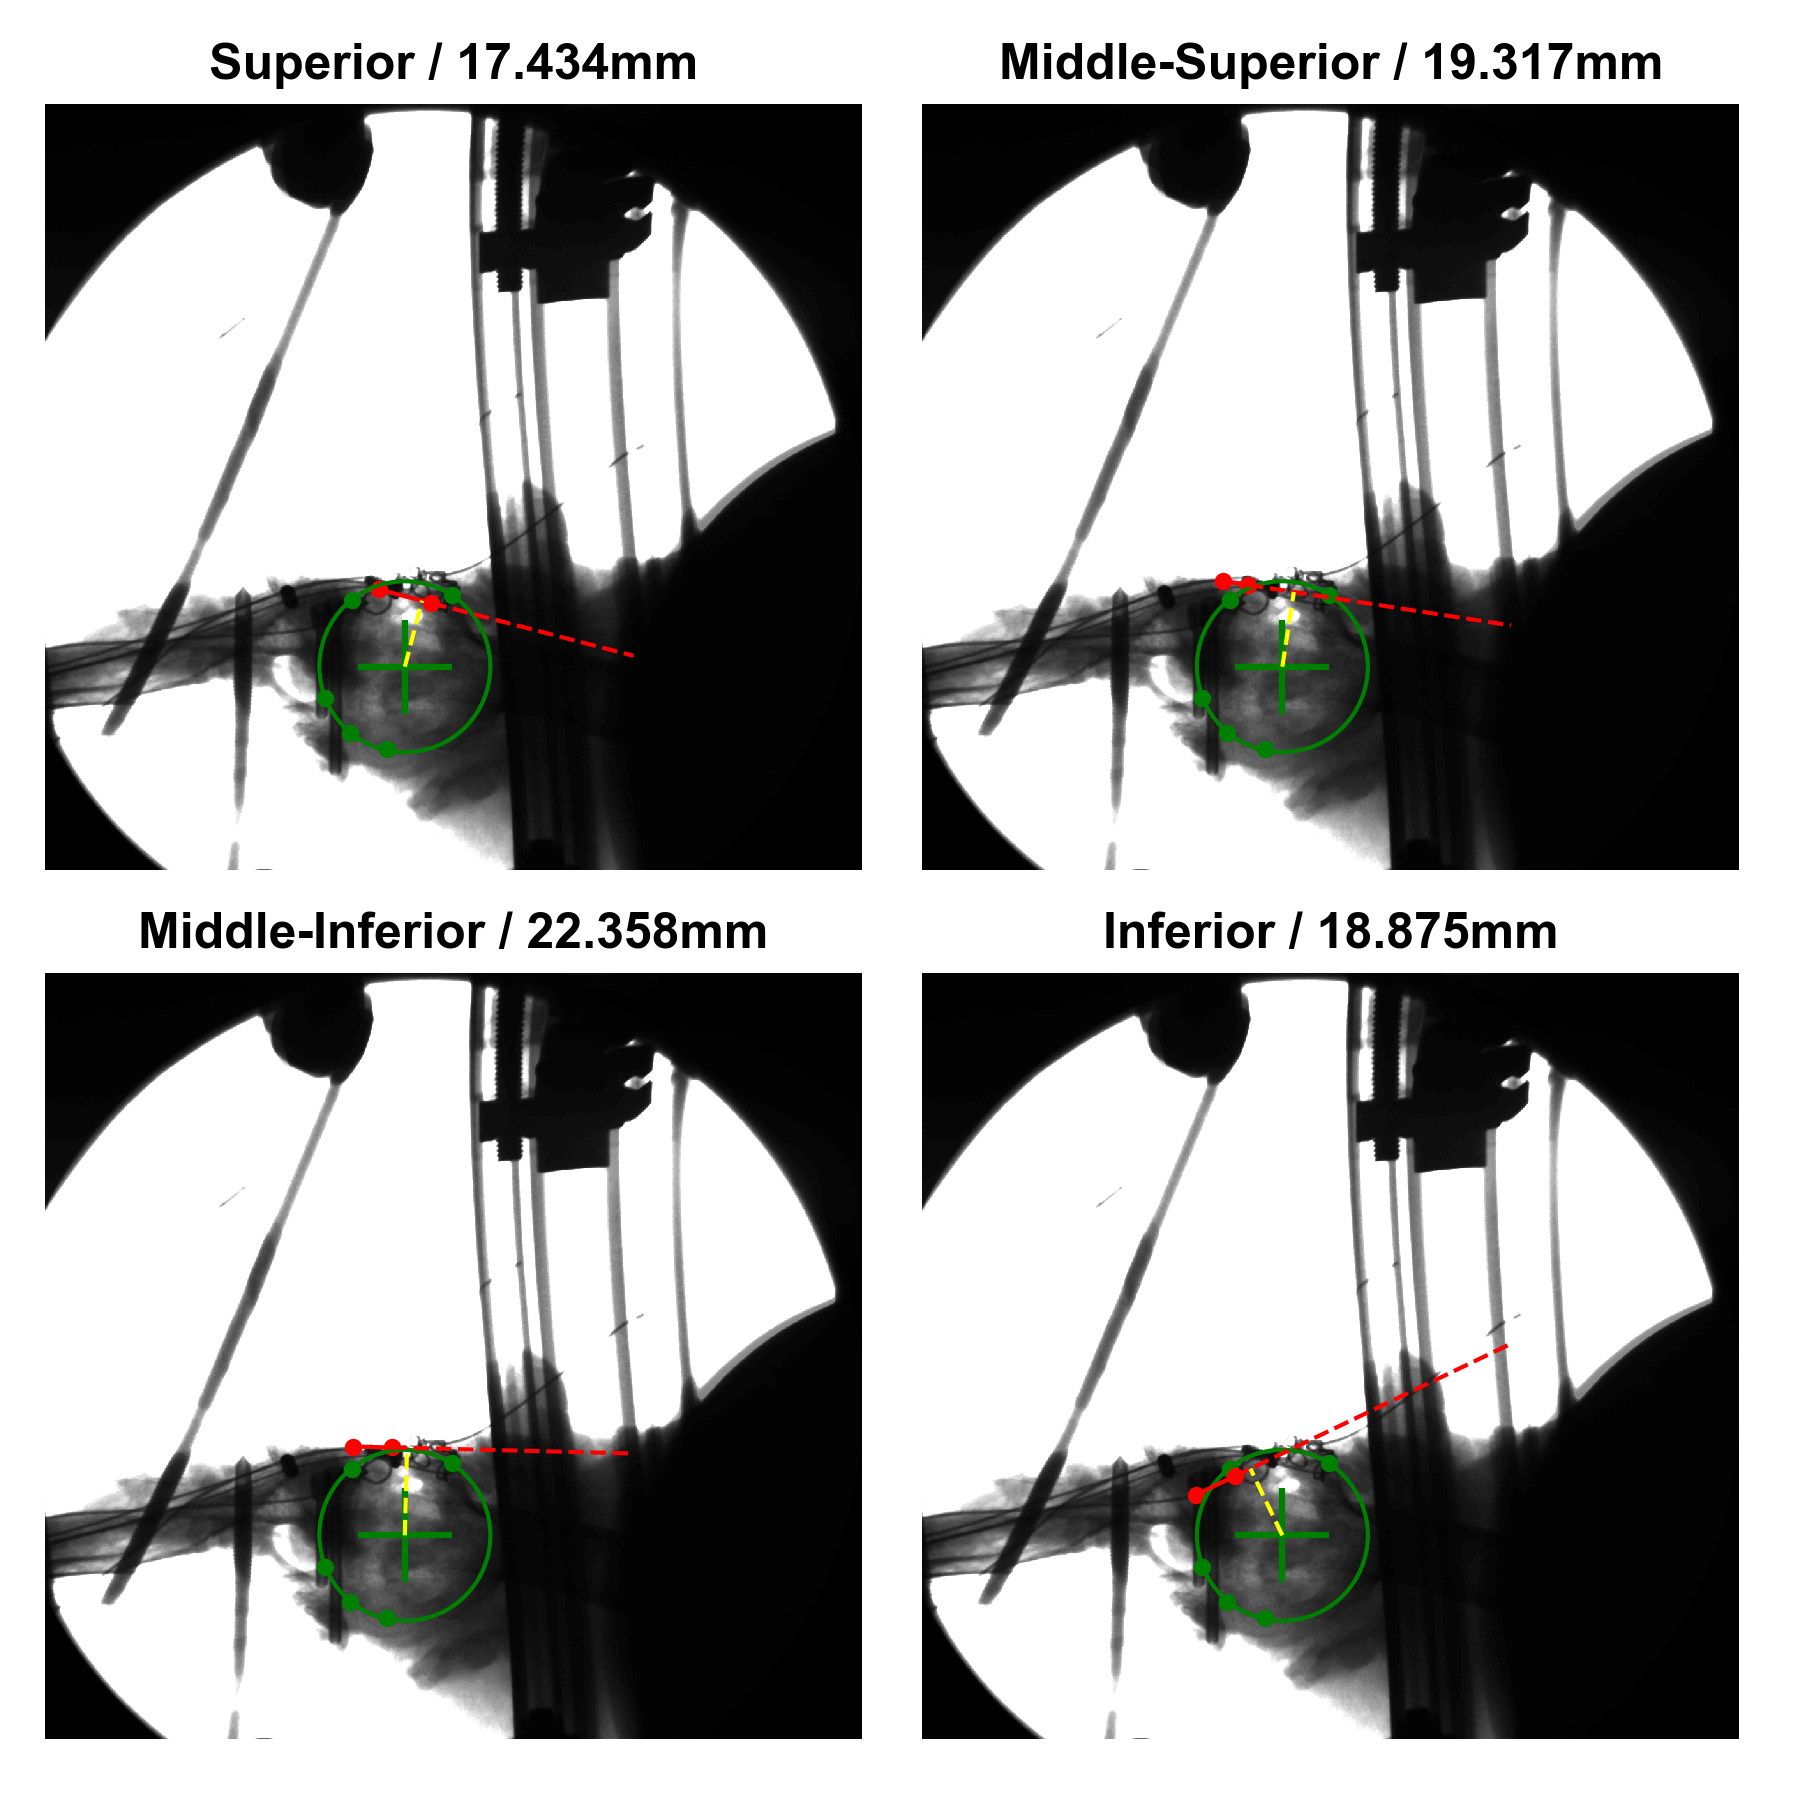 Superior / 17.434mm
Middle-Superior / 19.317mm
Middle-Inferior / 22.358mm
Inferior / 18.875mm